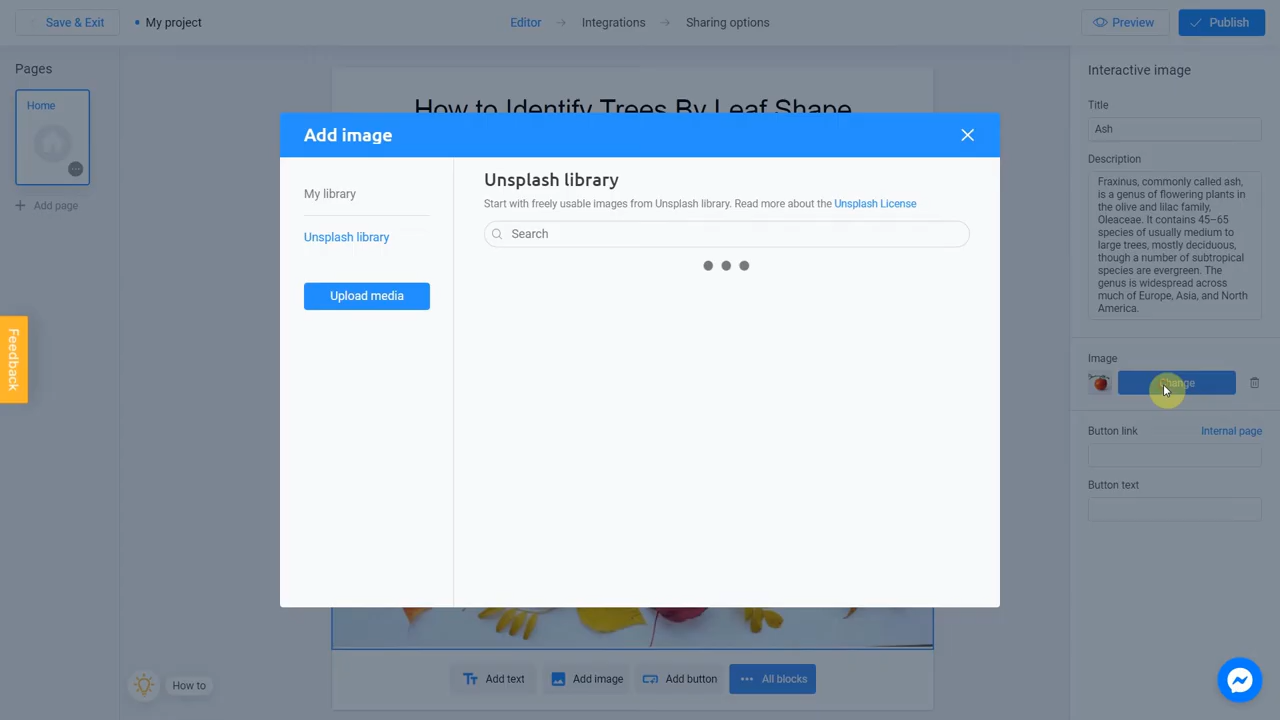 Save & Exit
My project
Editor
Integrations
Sharing options
Preview
Publish
Pages
Home
Add page
How to Identify Trees By Leaf Shape
Add image
My library
Unsplash library
Upload media
Unsplash library
Start with freely usable images from Unsplash library. Read more about the Unsplash License
Search
Interactive image
Title
Ash
Description
Fraxinus, commonly called ash,
is a genus of flowering plants in
the olive and lilac family,
Oleaceae. It contains 45–65
species of usually medium to
large trees, mostly deciduous,
though a number of subtropical
species are evergreen. The
genus is widespread across
much of Europe, Asia, and North
America.
Image
Change
Button link
Internal page
Button text
Feedback
How to
Add text
Add image
Add button
All blocks